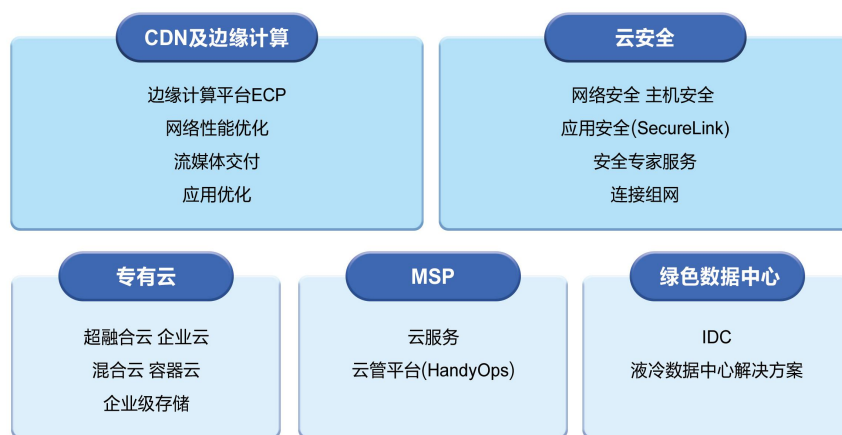 CDN及边缘计算
边缘计算平台ECP
网络性能优化
流媒体交付
应用优化
云安全
网络安全 主机安全
应用安全(SecureLink)
安全专家服务
连接组网
专有云
超融合云 企业云
混合云 容器云
企业级存储
MSP
云服务
云管平台(HandyOps)
绿色数据中心
IDC
液冷数据中心解决方案